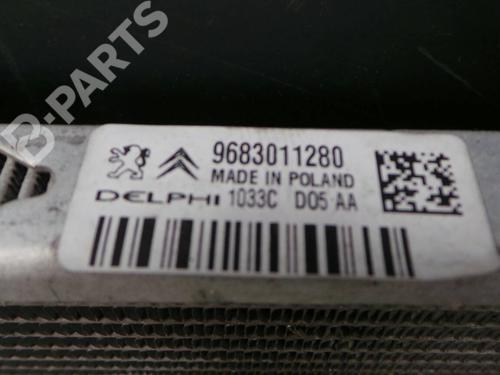 B-PARTS
9683011280
MADE IN POLAND
DELPHI 1033C D05 AA